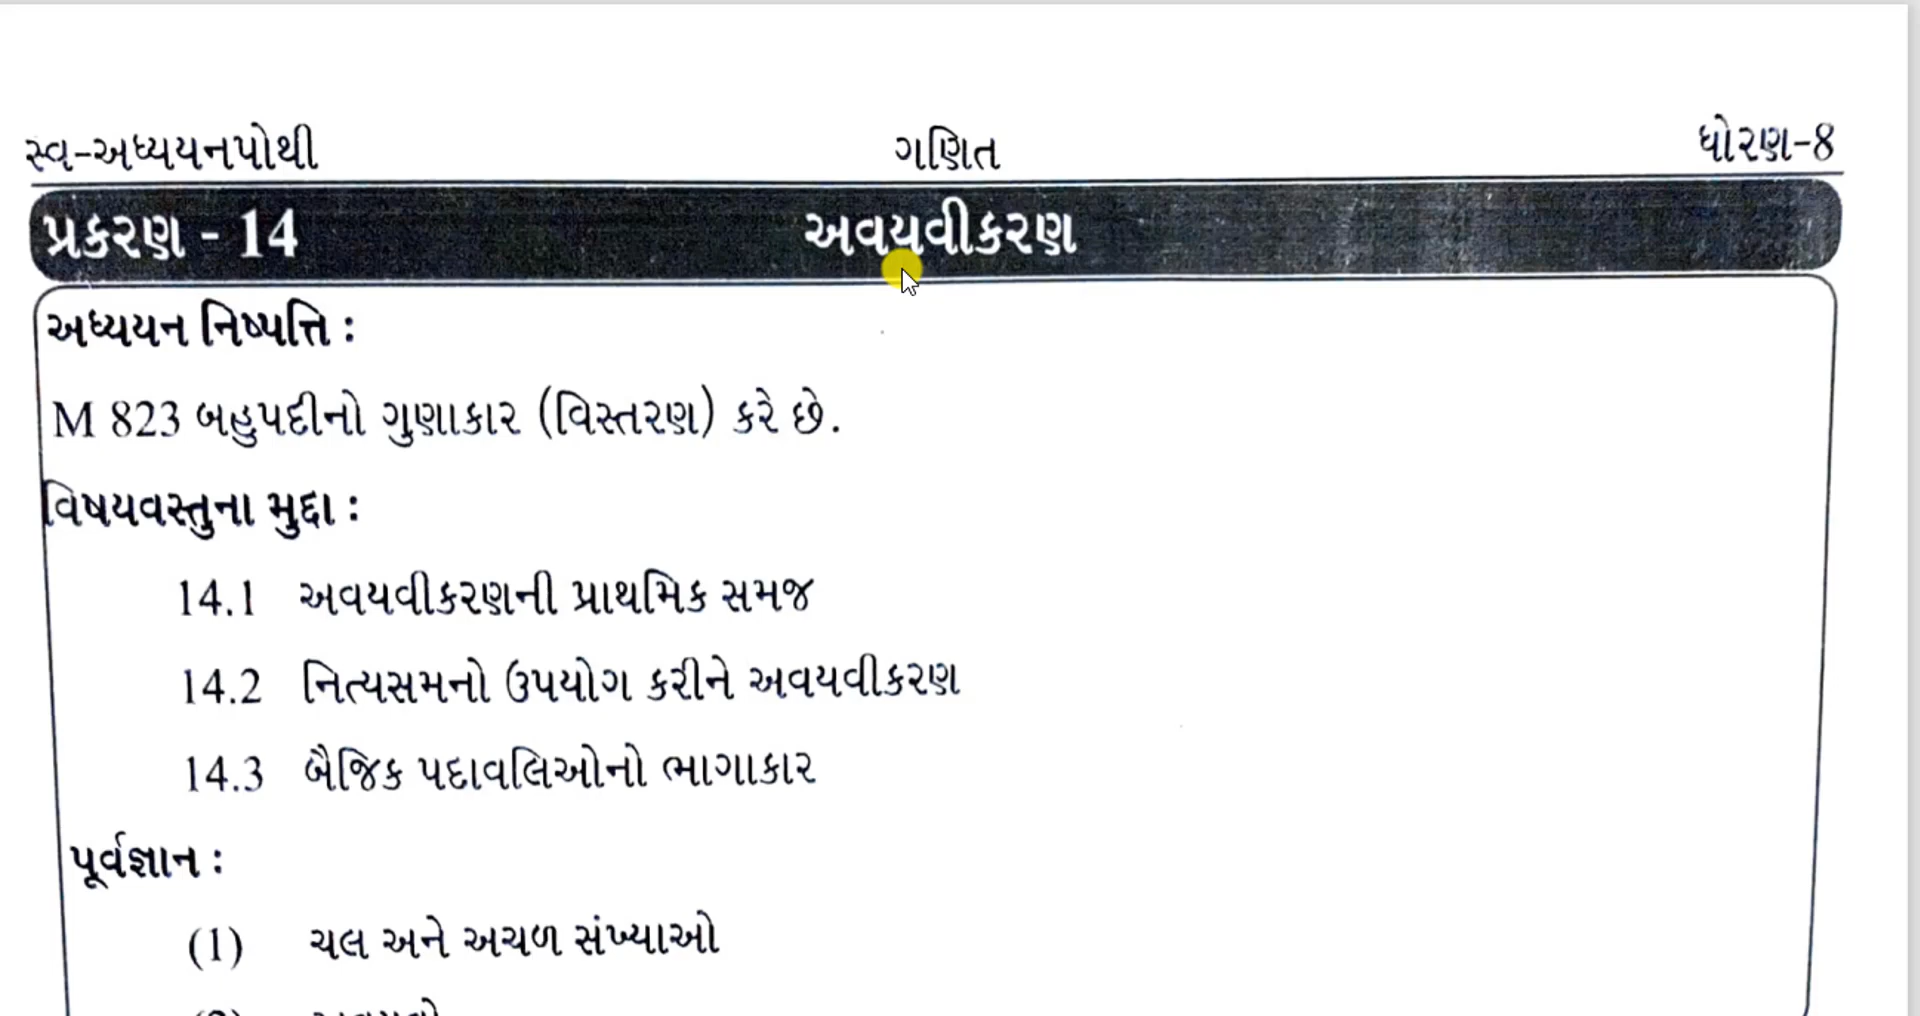 સ્વ-અધ્યયનપોથી ગણિત ધોરણ-8
પ્રકરણ - 14 અવયવીકરણ
અધ્યયન નિષ્પત્તિ :
M 823 બહુપદીનો ગુણાકાર (વિસ્તરણ) કરે છે.
વિષયવસ્તુના મુદ્દા :
14.1 અવયવીકરણની પ્રાથમિક સમજ
14.2 નિત્યસમનો ઉપયોગ કરીને અવયવીકરણ
14.3 બૈજિક પદાવલિઓનો ભાગાકાર
પૂર્વજ્ઞાન :
(1) ચલ અને અચળ સંખ્યાઓ